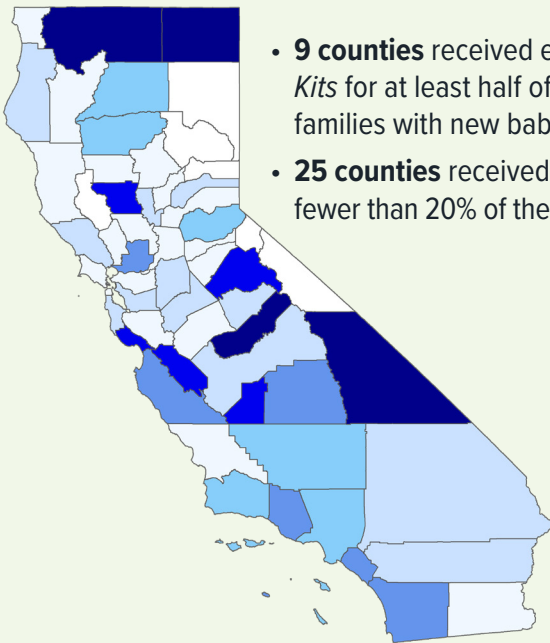 • 9 counties received e
Kits for at least half of
families with new bab
• 25 counties received
fewer than 20% of the